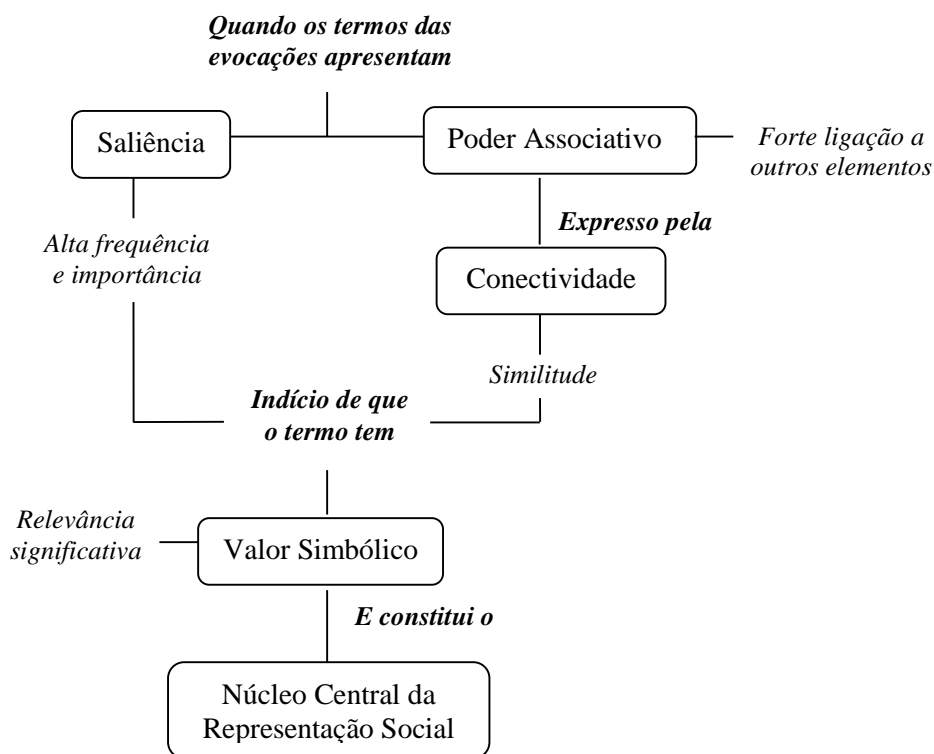 Quando os termos das
evocações apresentam
Saliência
Poder Associativo
Forte ligação a
outros elementos
Alta frequência
e importância
Expresso pela
Conectividade
Similitude
Indício de que
o termo tem
Relevância
significativa
Valor Simbólico
E constitui o
Núcleo Central da
Representação Social